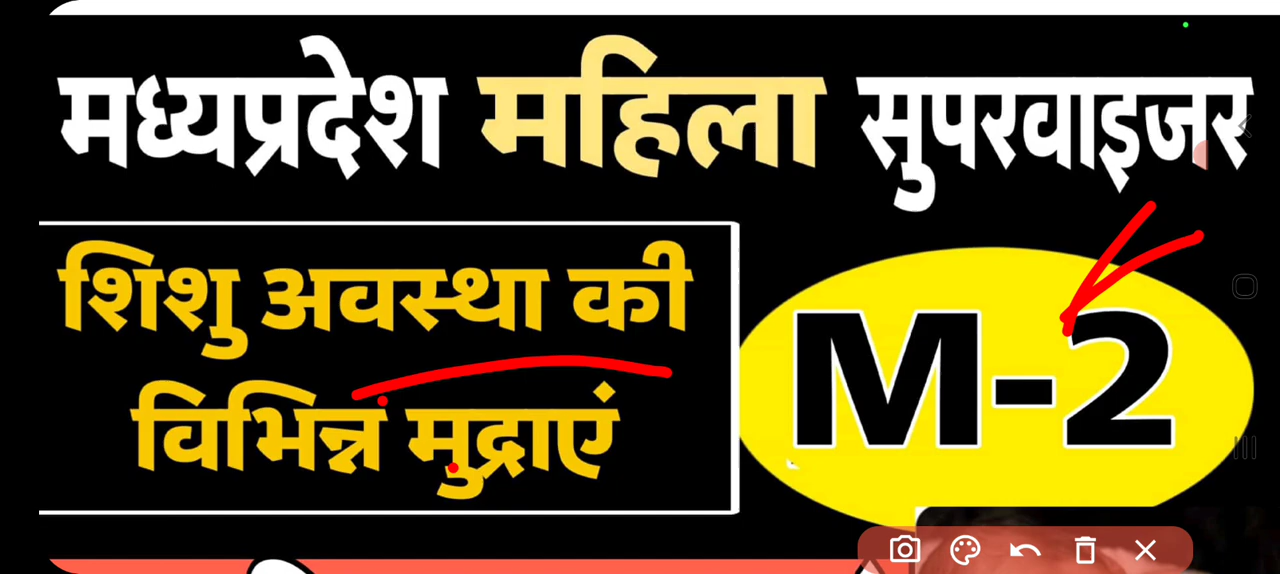 मध्यप्रदेश महिला सुपरवाइजर
शिशु अवस्था की
विभिन्न मुद्राएं
M-2